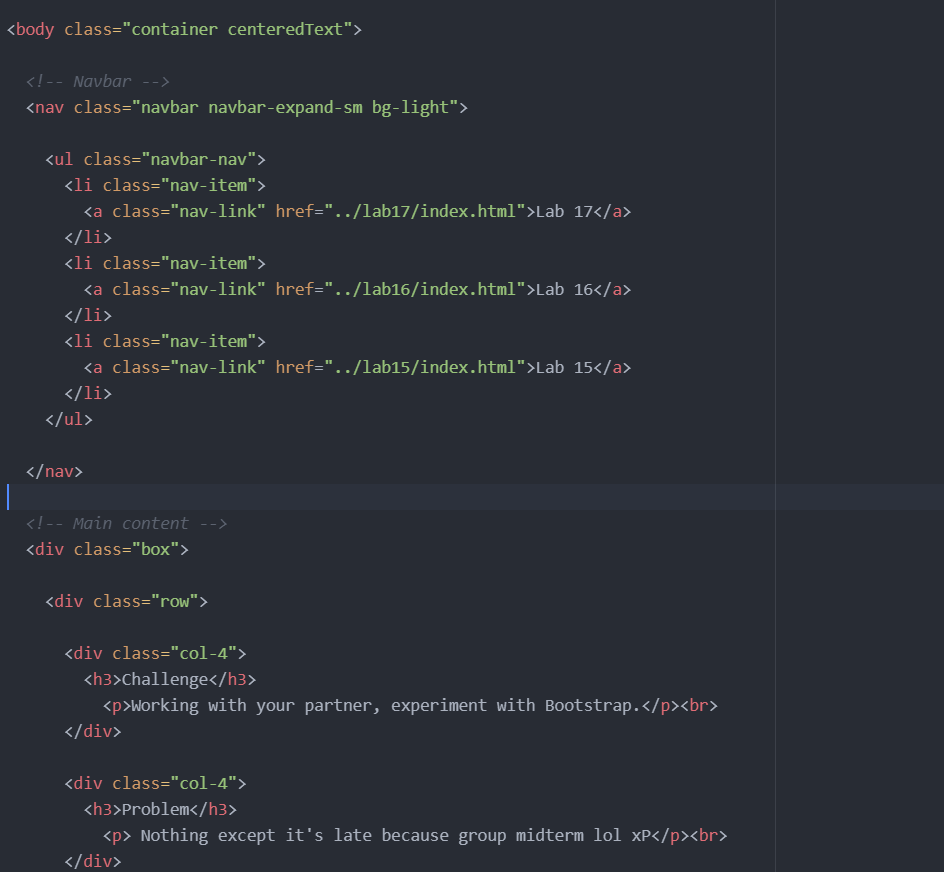 <body class="container centeredText">
<!-- Navbar -->
<nav class="navbar navbar-expand-sm bg-light">
<ul class="navbar-nav">
<li class="nav-item">
<a class="nav-link" href="../lab17/index.html">Lab 17</a>
</li>
<li class="nav-item">
<a class="nav-link" href="../lab16/index.html">Lab 16</a>
</li>
<li class="nav-item">
<a class="nav-link" href="../lab15/index.html">Lab 15</a>
</li>
</ul>
</nav>
<!-- Main content -->
<div class="box">
<div class="row">
<div class="col-4">
<h3>Challenge</h3>
<p>Working with your partner, experiment with Bootstrap.</p><br>
</div>
<div class="col-4">
<h3>Problem</h3>
<p> Nothing except it's late because group midterm lol xP</p><br>
</div>